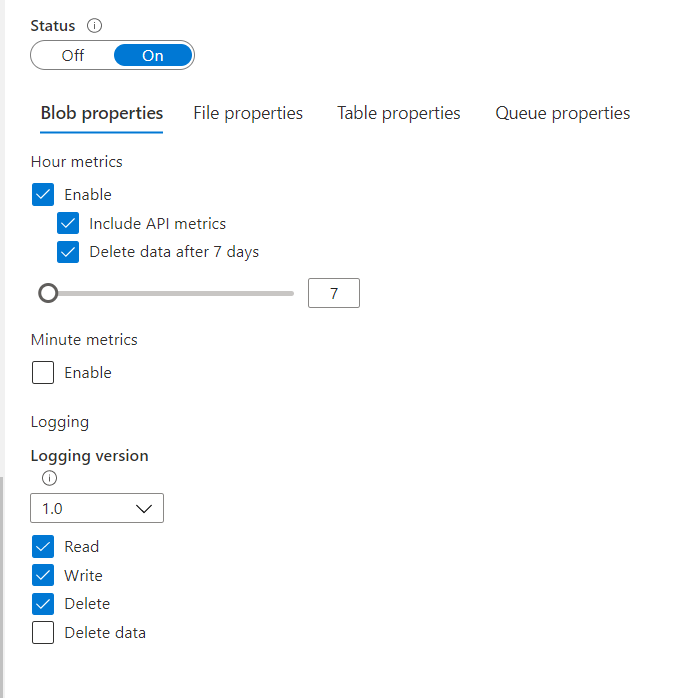 Status
Off On
Blob properties File properties Table properties Queue properties
Hour metrics
Enable
Include API metrics
Delete data after 7 days
7
Minute metrics
Enable
Logging
Logging version
1.0
Read
Write
Delete
Delete data